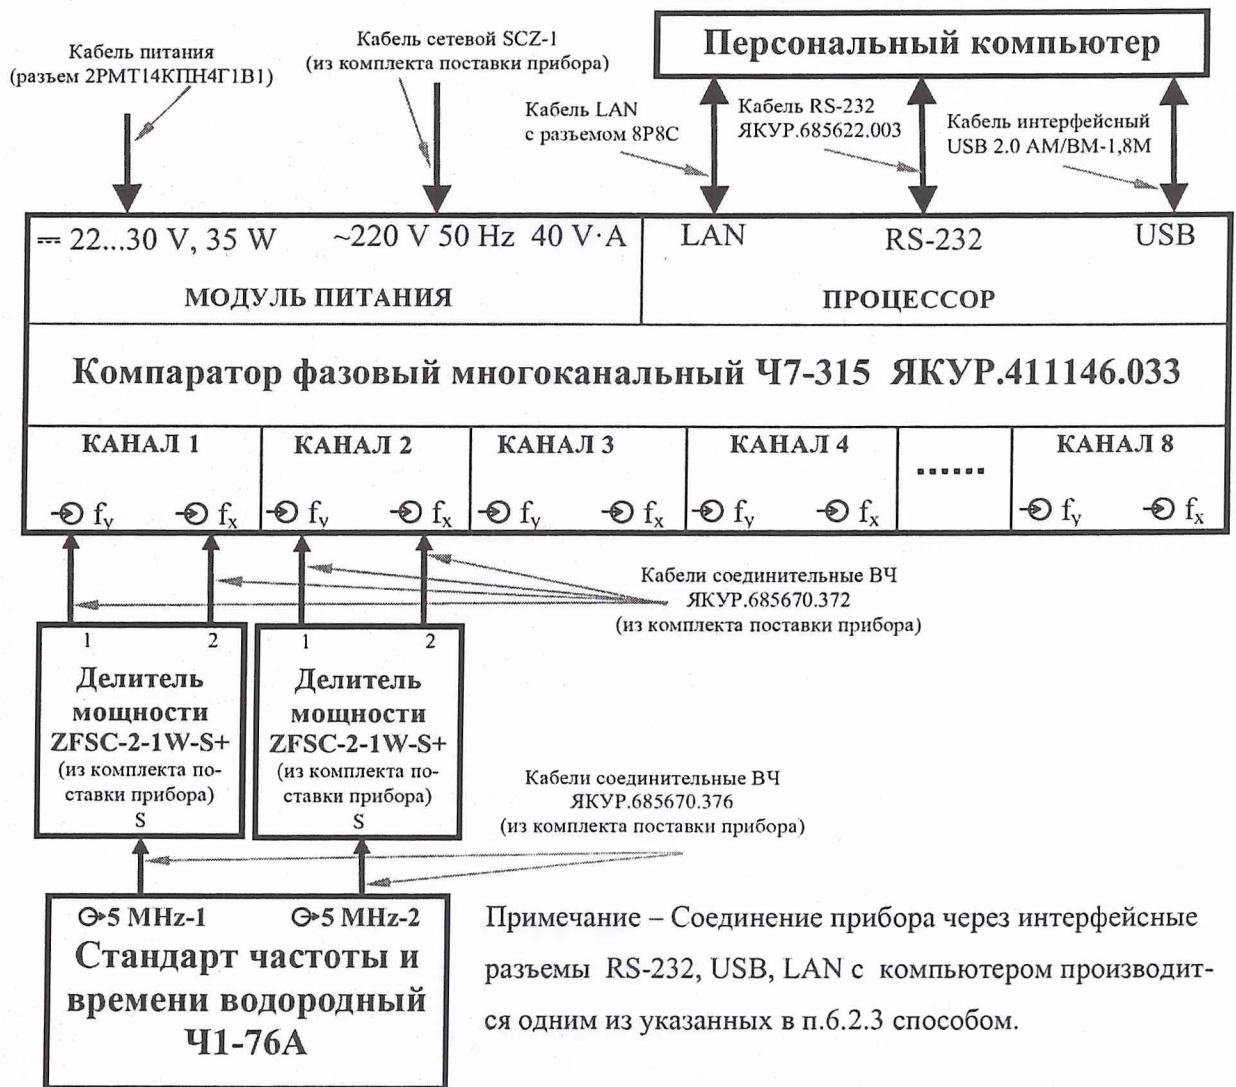 Кабель питания
(разъем 2РМТ14КПН4Г1В1)
Кабель сетевой SCZ-1
(из комплекта поставки прибора)
Персональный компьютер
Кабель LAN
с разъемом 8P8C
Кабель RS-232
ЯКУР.685622.003
Кабель интерфейсный
USB 2.0 AM/BM-1,8M
⎓ 22...30 V, 35 W
~220 V 50 Hz 40 V·A
LAN
RS-232
USB
МОДУЛЬ ПИТАНИЯ
ПРОЦЕССОР
Компаратор фазовый многоканальный Ч7-315 ЯКУР.411146.033
КАНАЛ 1
КАНАЛ 2
КАНАЛ 3
КАНАЛ 4
......
КАНАЛ 8
fy fx
fy fx
fy fx
fy fx
fy fx
Кабели соединительные ВЧ
ЯКУР.685670.372
(из комплекта поставки прибора)
1 2
Делитель
мощности
ZFSC-2-1W-S+
(из комплекта по-
ставки прибора)
S
1 2
Делитель
мощности
ZFSC-2-1W-S+
(из комплекта по-
ставки прибора)
S
Кабели соединительные ВЧ
ЯКУР.685670.376
(из комплекта поставки прибора)
5 MHz-1
5 MHz-2
Стандарт частоты и
времени водородный
Ч1-76А
Примечание – Соединение прибора через интерфейсные
разъемы RS-232, USB, LAN с компьютером производит-
ся одним из указанных в п.6.2.3 способом.